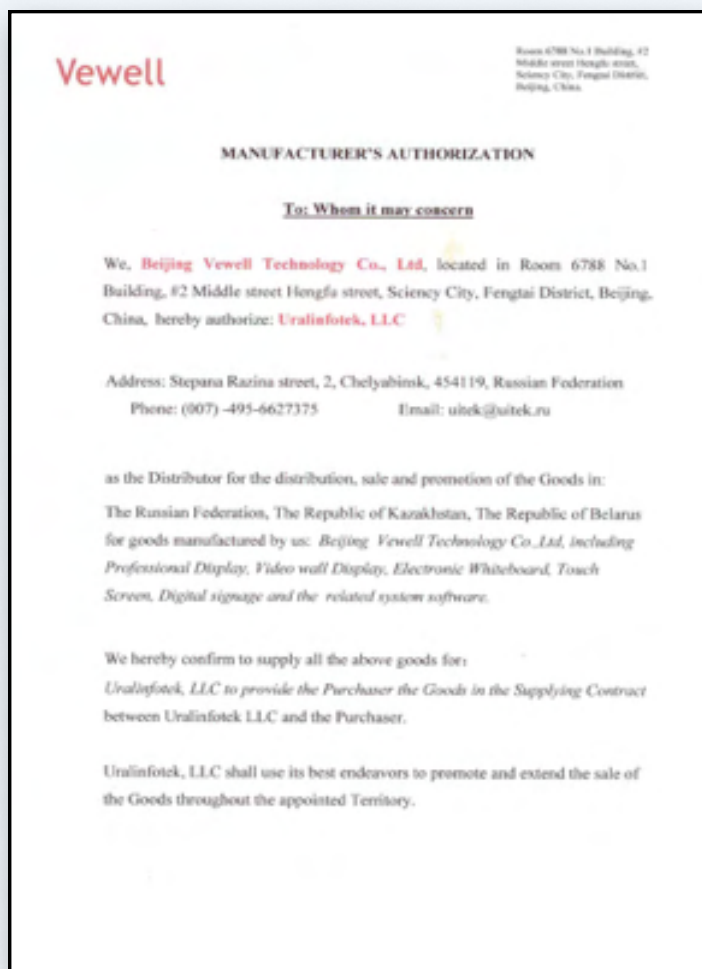 Vewell
Room 6788 No.1 Building, #2
Middle street Hengfu street,
Sciency City, Fengtai District,
Beijing, China.
MANUFACTURER'S AUTHORIZATION
To: Whom it may concern
We, Beijing Vewell Technology Co., Ltd, located in Room 6788 No.1
Building, #2 Middle street Hengfu street, Sciency City, Fengtai District, Beijing,
China, hereby authorize: Uralinfotek, LLC
Address: Stepana Razina street, 2, Chelyabinsk, 454119, Russian Federation
Phone: (007) -495-6627375 Email: uitek@uitek.ru
as the Distributor for the distribution, sale and promotion of the Goods in:
The Russian Federation, The Republic of Kazakhstan, The Republic of Belarus
for goods manufactured by us: Beijing Vewell Technology Co.,Ltd, including
Professional Display, Video wall Display, Electronic Whiteboard, Touch
Screen, Digital signage and the related system software.
We hereby confirm to supply all the above goods for:
Uralinfotek, LLC to provide the Purchaser the Goods in the Supplying Contract
between Uralinfotek LLC and the Purchaser.
Uralinfotek, LLC shall use its best endeavors to promote and extend the sale of
the Goods throughout the appointed Territory.